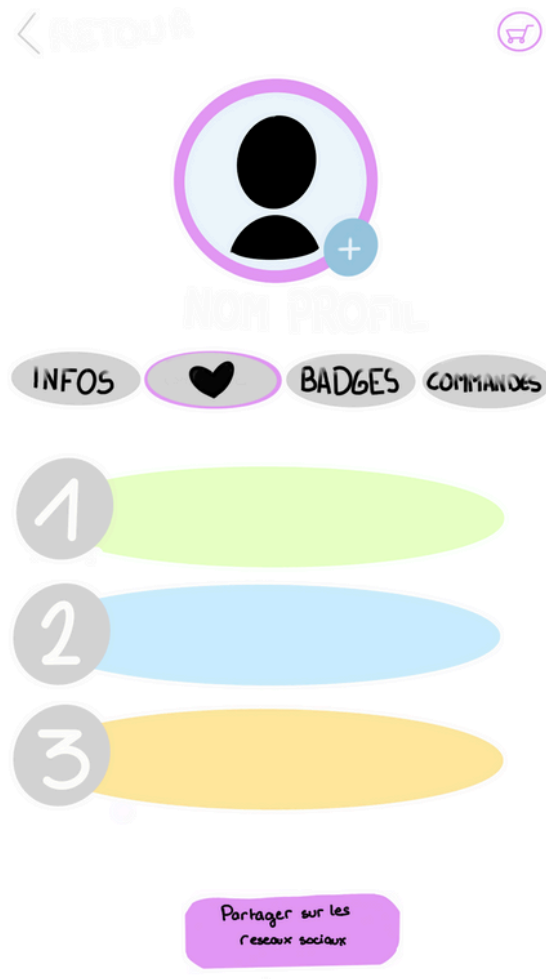 RETOUR
NOM PROFIL
INFOS
BADGES
COMMANDES
1
2
3
Partager sur les
reseaux sociaux